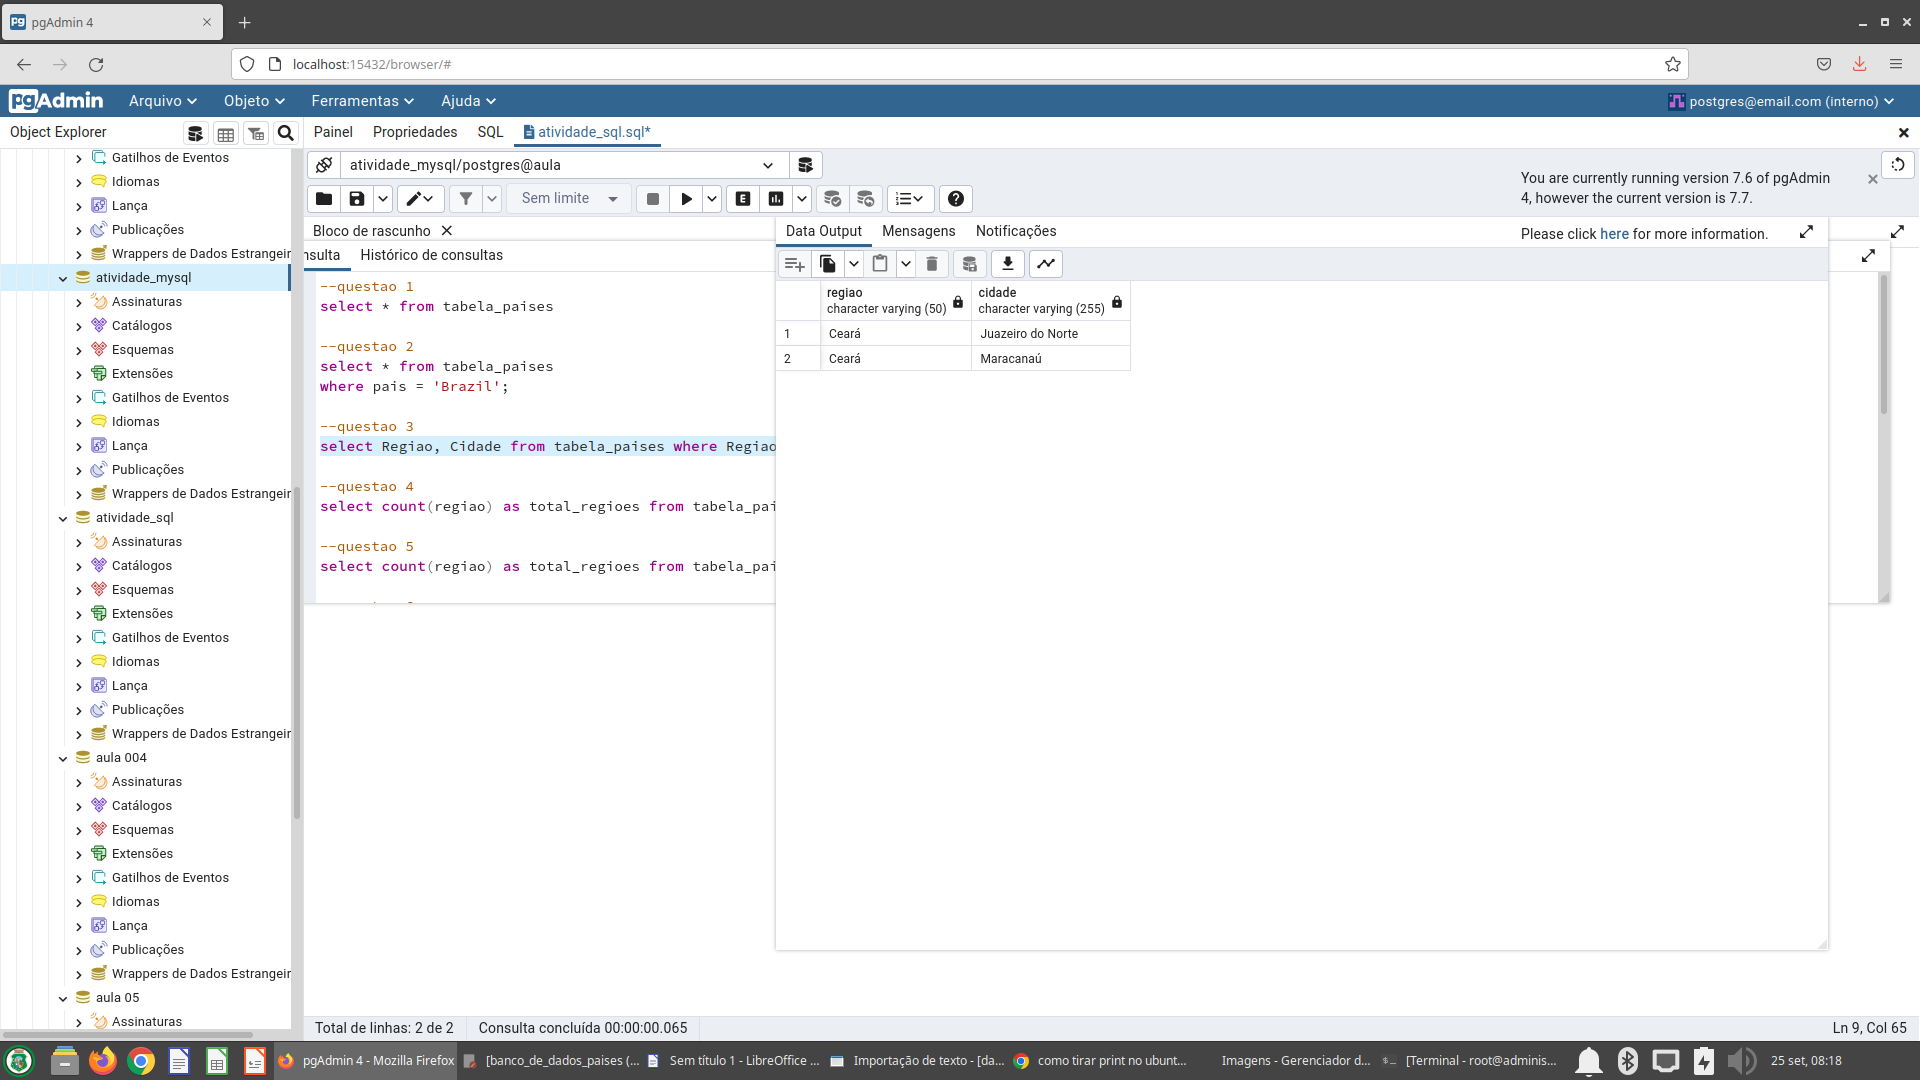 pgAdmin 4
localhost:15432/browser/#
pgAdmin Arquivo Objeto Ferramentas Ajuda postgres@email.com (interno)
Object Explorer
Painel Propriedades SQL atividade_sql.sql*
Gatilhos de Eventos
Idiomas
Lança
Publicações
Wrappers de Dados Estrangeir
atividade_mysql
Assinaturas
Catálogos
Esquemas
Extensões
Gatilhos de Eventos
Idiomas
Lança
Publicações
Wrappers de Dados Estrangeir
atividade_sql
Assinaturas
Catálogos
Esquemas
Extensões
Gatilhos de Eventos
Idiomas
Lança
Publicações
Wrappers de Dados Estrangeir
aula 004
Assinaturas
Catálogos
Esquemas
Extensões
Gatilhos de Eventos
Idiomas
Lança
Publicações
Wrappers de Dados Estrangeir
aula 05
Assinaturas
atividade_mysql/postgres@aula
Sem limite
E
You are currently running version 7.6 of pgAdmin
4, however the current version is 7.7.
Please click here for more information.
Bloco de rascunho
nsulta Histórico de consultas
--questao 1
select * from tabela_paises
--questao 2
select * from tabela_paises
where pais = 'Brazil';
--questao 3
select Regiao, Cidade from tabela_paises where Regiao
--questao 4
select count(regiao) as total_regioes from tabela_pai
--questao 5
select count(regiao) as total_regioes from tabela_pai
Data Output Mensagens Notificações
regiao cidade
character varying (50) character varying (255)
1 Ceará Juazeiro do Norte
2 Ceará Maracanaú
Total de linhas: 2 de 2 Consulta concluída 00:00:00.065
Ln 9, Col 65
pgAdmin 4 - Mozilla Firefox [banco_de_dados_paises (... Sem título 1 - LibreOffice ... Importação de texto - [da... como tirar print no ubunt... Imagens - Gerenciador d... [Terminal - root@adminis... 25 set, 08:18